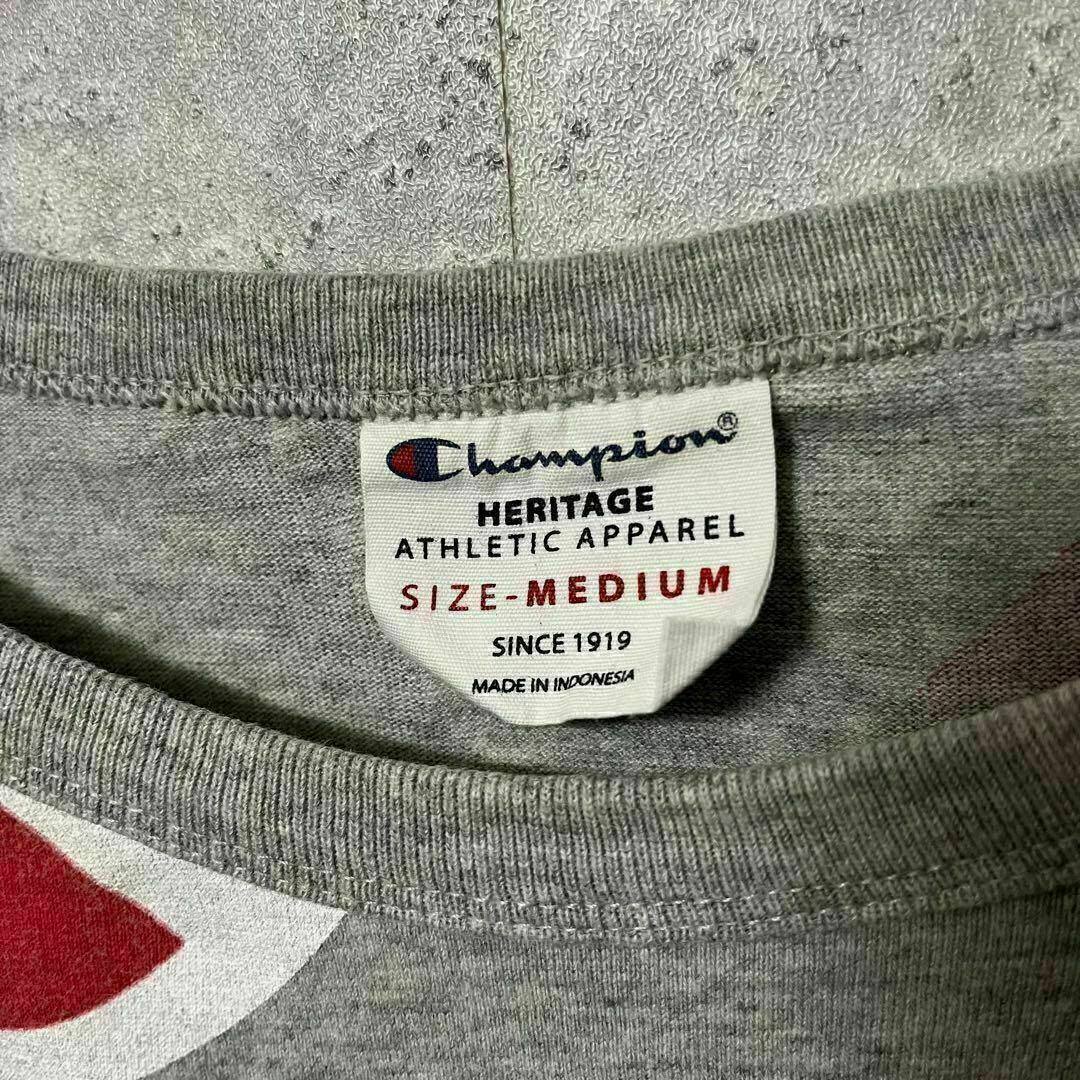 Champion®
HERITAGE
ATHLETIC APPAREL
SIZE-MEDIUM
SINCE 1919
MADE IN INDONESIA